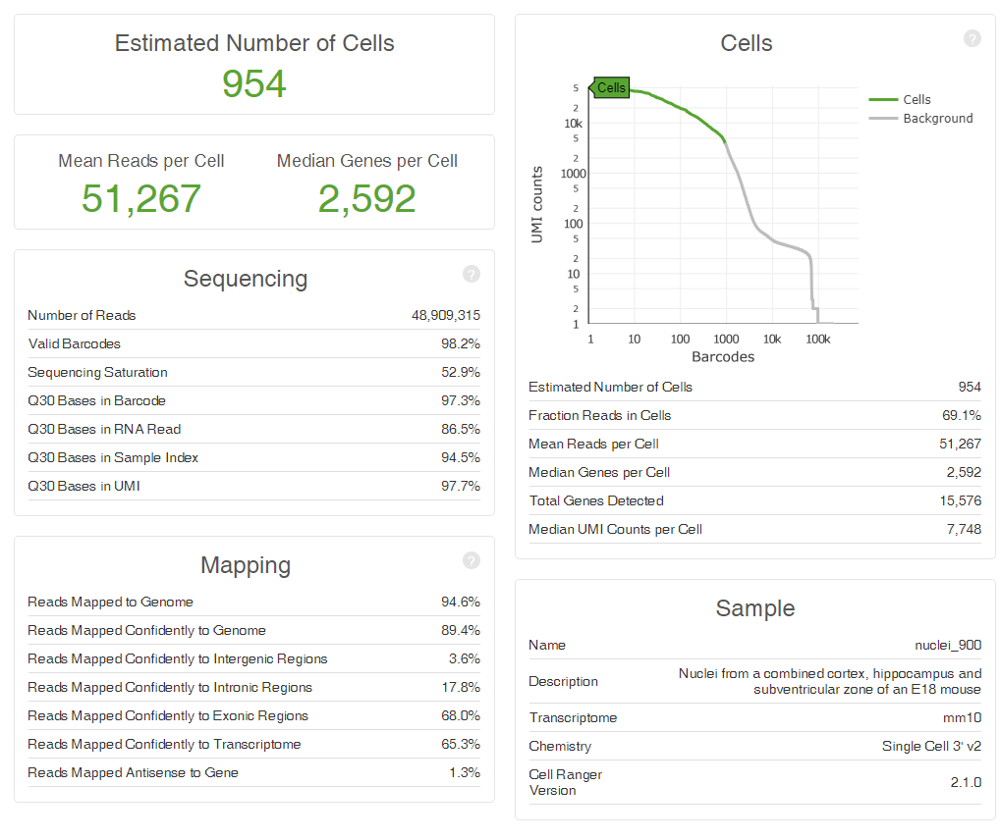 Estimated Number of Cells
954
Mean Reads per Cell
51,267
Median Genes per Cell
2,592
Sequencing
?
Number of Reads 48,909,315
Valid Barcodes 98.2%
Sequencing Saturation 52.9%
Q30 Bases in Barcode 97.3%
Q30 Bases in RNA Read 86.5%
Q30 Bases in Sample Index 94.5%
Q30 Bases in UMI 97.7%
Mapping
?
Reads Mapped to Genome 94.6%
Reads Mapped Confidently to Genome 89.4%
Reads Mapped Confidently to Intergenic Regions 3.6%
Reads Mapped Confidently to Intronic Regions 17.8%
Reads Mapped Confidently to Exonic Regions 68.0%
Reads Mapped Confidently to Transcriptome 65.3%
Reads Mapped Antisense to Gene 1.3%
Cells
?
Cells
Cells
Background
UMI counts
5
2
10k
5
2
1000
5
2
100
5
2
10
5
2
1
1 10 100 1000 10k 100k
Barcodes
Estimated Number of Cells 954
Fraction Reads in Cells 69.1%
Mean Reads per Cell 51,267
Median Genes per Cell 2,592
Total Genes Detected 15,576
Median UMI Counts per Cell 7,748
Sample
Name nuclei_900
Description Nuclei from a combined cortex, hippocampus and
subventricular zone of an E18 mouse
Transcriptome mm10
Chemistry Single Cell 3' v2
Cell Ranger
Version 2.1.0